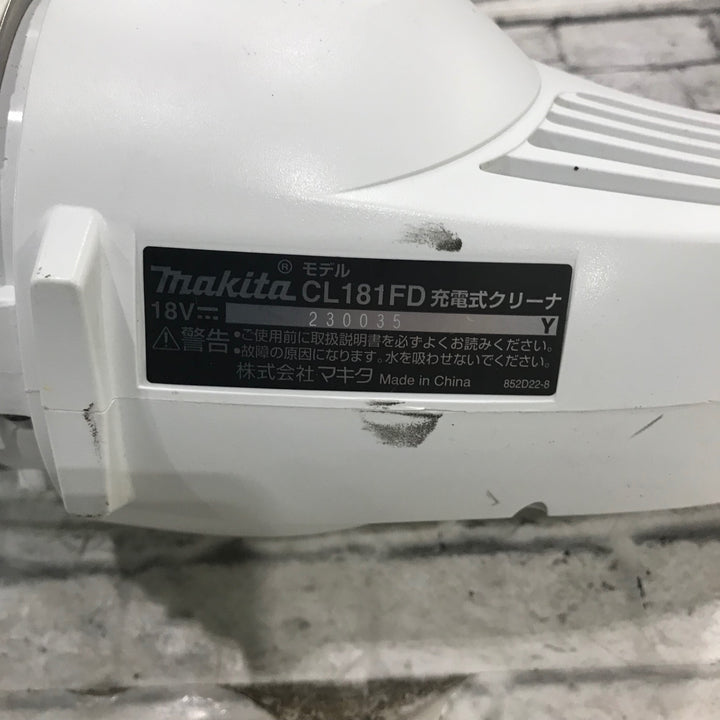 makita® モデル CL181FD 充電式クリーナ
18V⎓ 230035 Y
⚠警告 •ご使用前に取扱説明書を必ずよくお読みください。
•故障の原因になります。水を吸わせないでください。
株式会社 マキタ Made in China 852D22-8